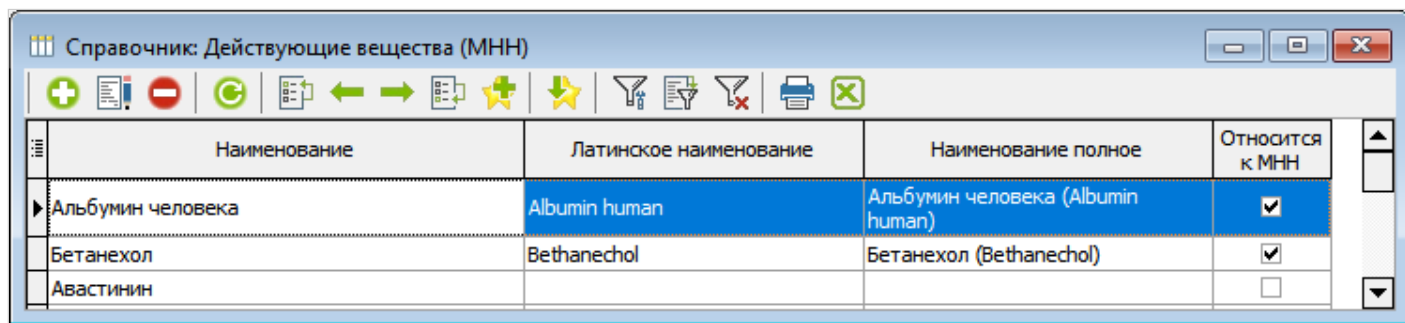 Справочник: Действующие вещества (МНН)
Наименование Латинское наименование Наименование полное Относится
к МНН
Альбумин человека Albumin human Альбумин человека (Albumin
human)
Бетанехол Bethanechol Бетанехол (Bethanechol)
Авастинин